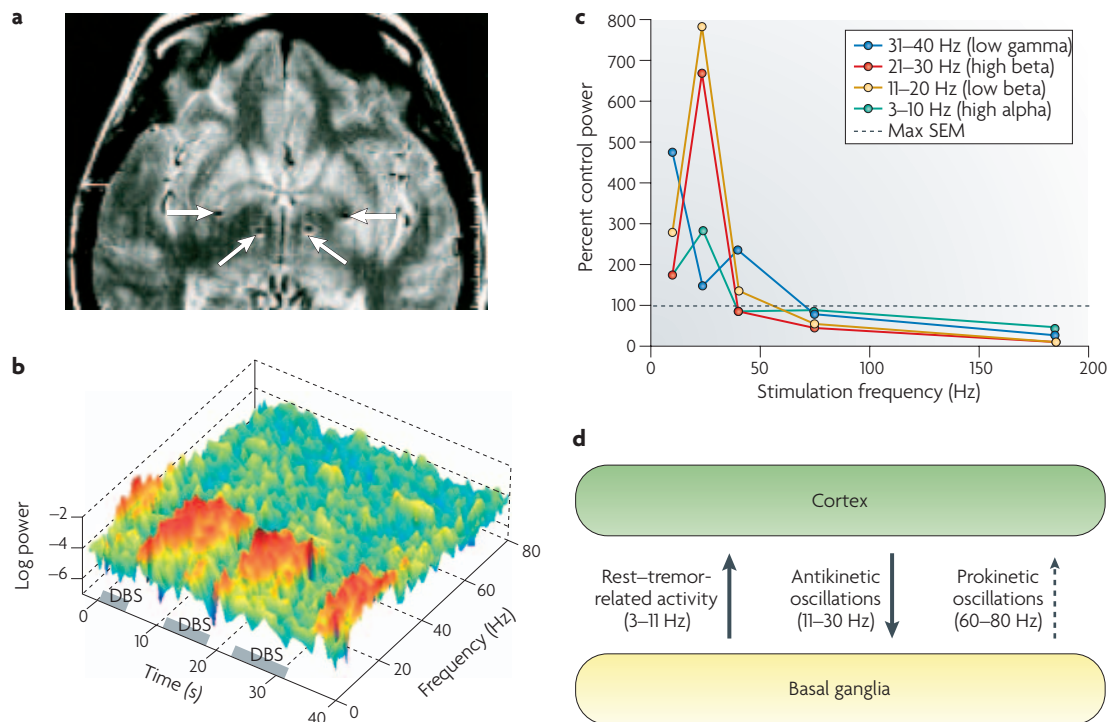 a
c
800
700
600
500
400
300
200
100
0
Percent control power
0
50
100
150
200
Stimulation frequency (Hz)
31–40 Hz (low gamma)
21–30 Hz (high beta)
11–20 Hz (low beta)
3–10 Hz (high alpha)
Max SEM
b
Log power
–2
–4
–6
DBS
DBS
DBS
0
10
20
30
40
Time (s)
0
20
40
60
80
Frequency (Hz)
d
Cortex
Rest–tremor-
related activity
(3–11 Hz)
Antikinetic
oscillations
(11–30 Hz)
Prokinetic
oscillations
(60–80 Hz)
Basal ganglia